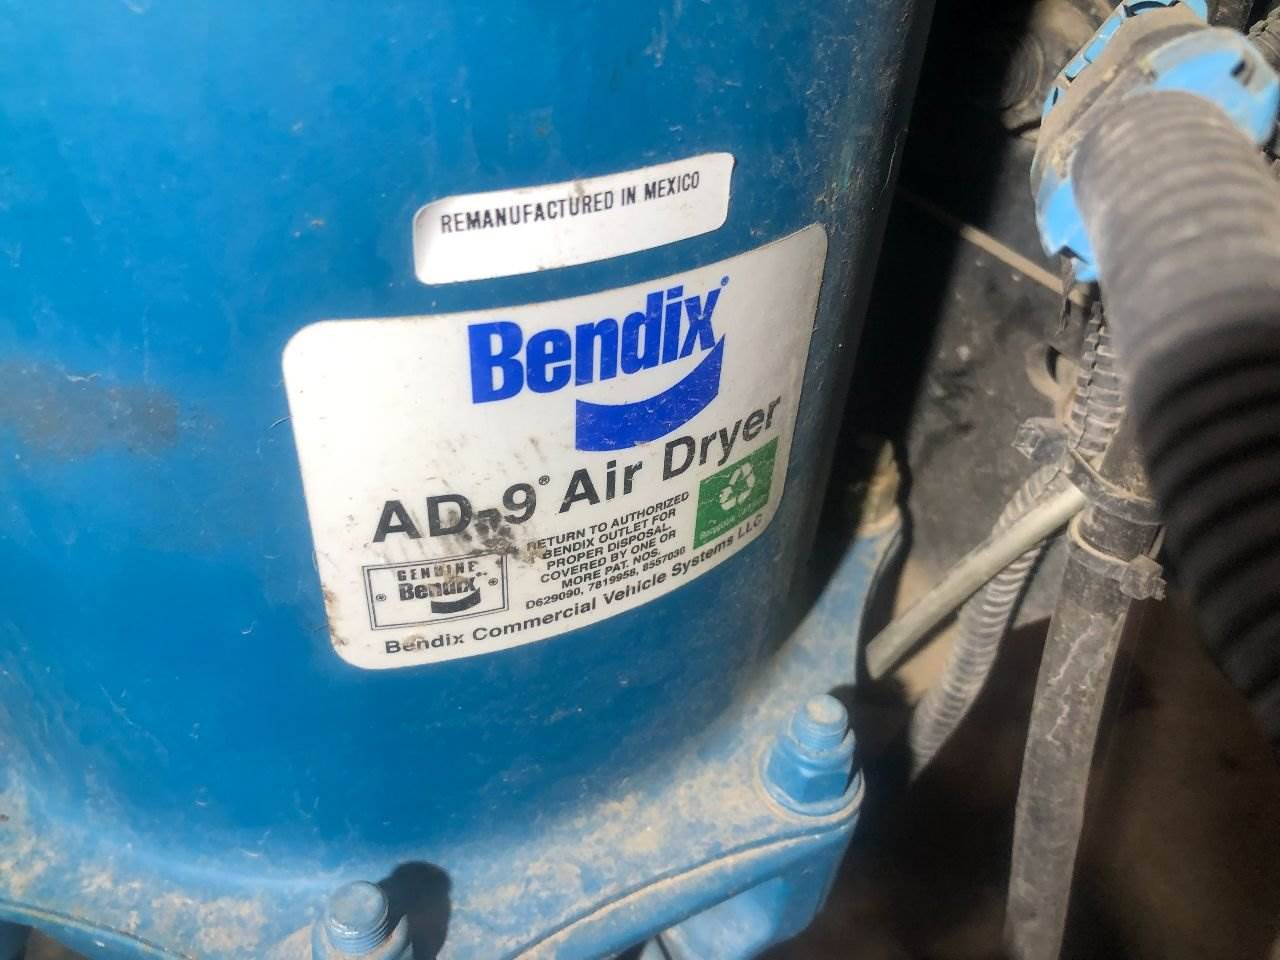 REMANUFACTURED IN MEXICO
Bendix®
AD-9® Air Dryer
RETURN TO AUTHORIZED
BENDIX OUTLET FOR
PROPER DISPOSAL.
COVERED BY ONE OR
MORE PAT. NOS.
D629090, 7819958, 8557030
GENUINE
Bendix
Bendix Commercial Vehicle Systems LLC